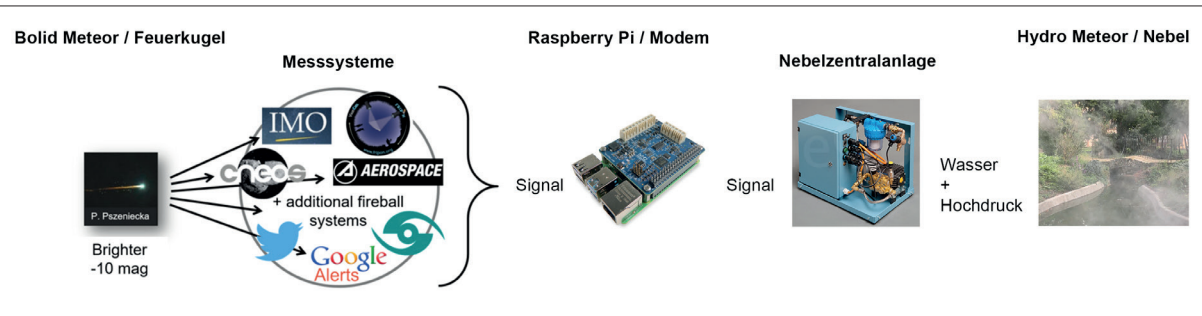 Bolid Meteor / Feuerkugel
Raspberry Pi / Modem
Hydro Meteor / Nebel
Messsysteme
Nebelzentralanlage
IMO
cneos
AEROSPACE
+ additional fireball
systems
Google
Alerts
P. Pszeniecka
Brighter
-10 mag
Signal
Signal
Wasser
+
Hochdruck